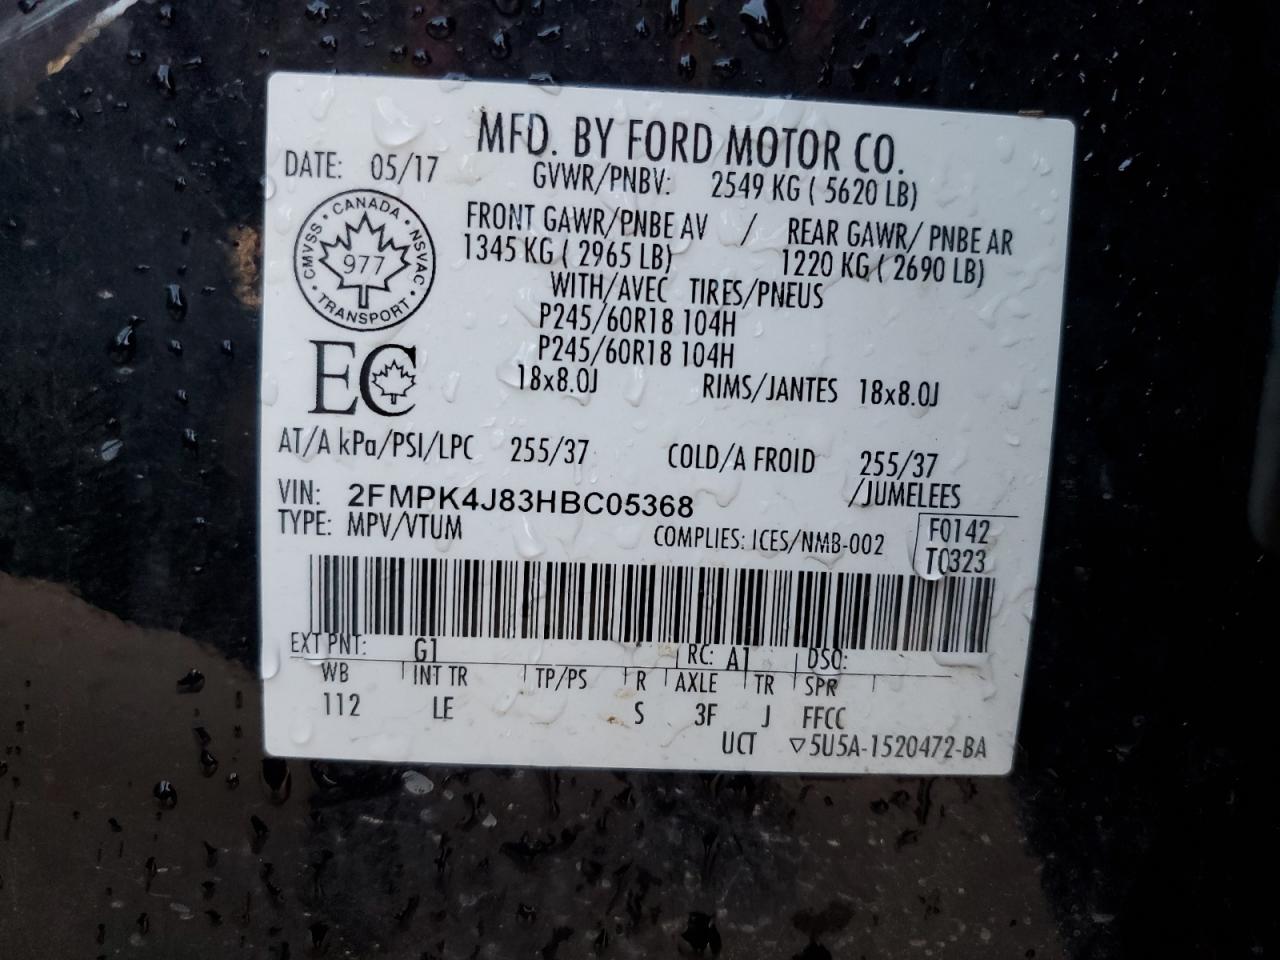 MFD. BY FORD MOTOR CO.
DATE: 05/17 GVWR/PNBV: 2549 KG ( 5620 LB)
FRONT GAWR/PNBE AV / REAR GAWR/ PNBE AR
1345 KG ( 2965 LB) 1220 KG ( 2690 LB)
CANADA · NSVAC · TRANSPORT · CMVSS ·
977
WITH/AVEC TIRES/PNEUS
P245/60R18 104H
P245/60R18 104H
EC
18x8.0J RIMS/JANTES 18x8.0J
AT/A kPa/PSI/LPC 255/37 COLD/A FROID 255/37
/JUMELEES
VIN: 2FMPK4J83HBC05368
TYPE: MPV/VTUM COMPLIES: ICES/NMB-002
F0142
T0323
EXT PNT: G1 RC: A1 DSO:
WB INT TR TP/PS R AXLE TR SPR
112 LE S 3F J FFCC
UCT ▽5U5A-1520472-BA